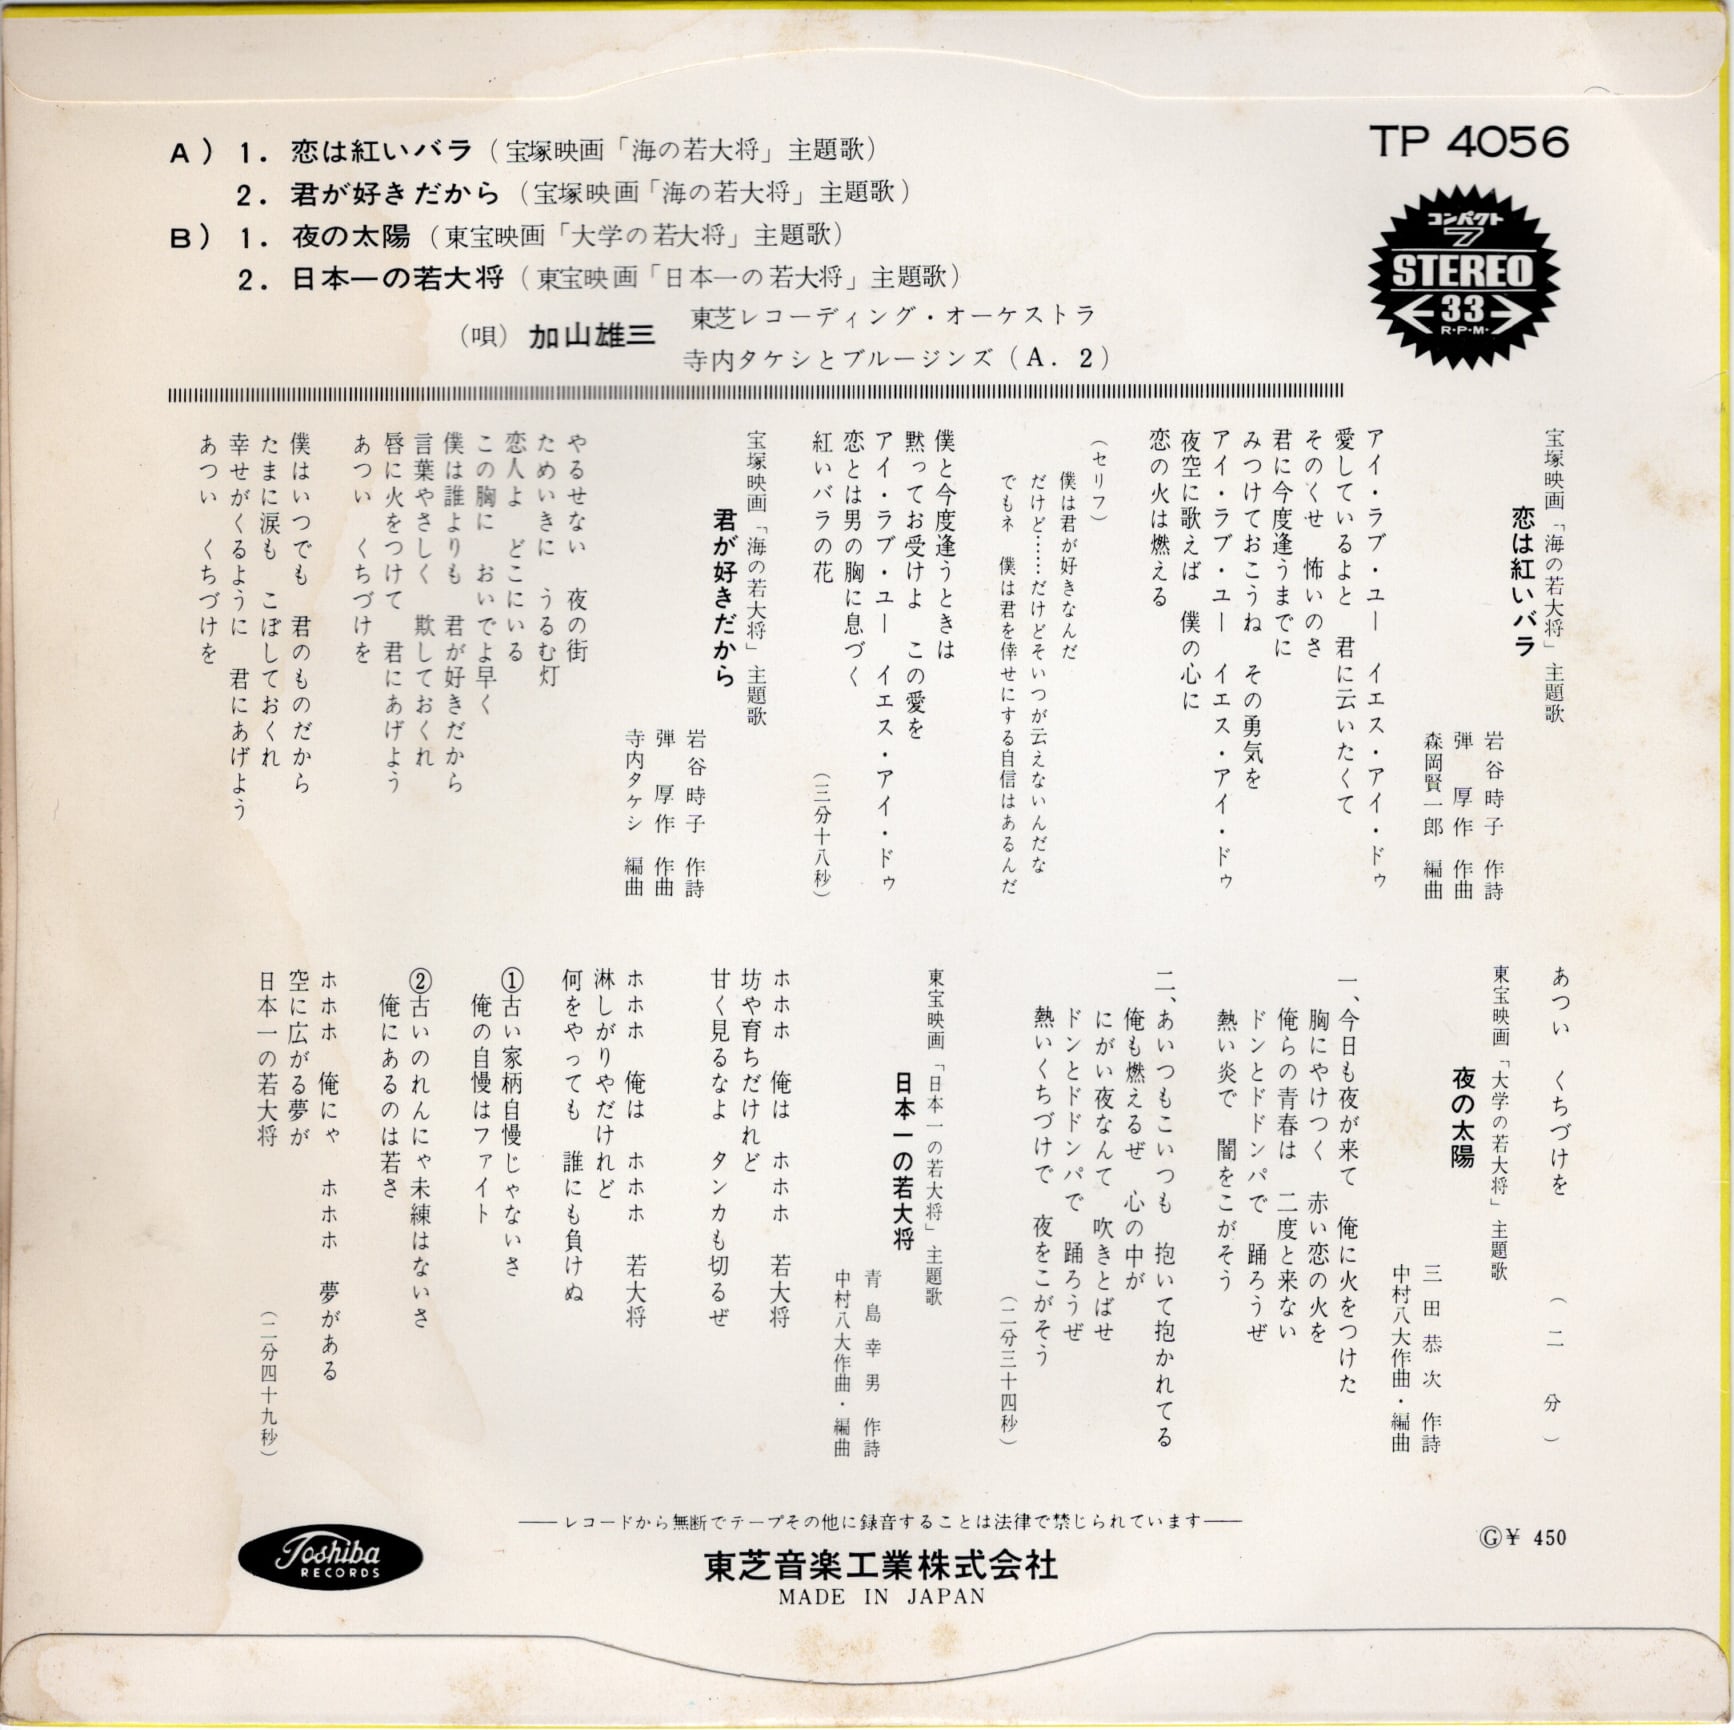 A）1．恋は紅いバラ（宝塚映画「海の若大将」主題歌）
2．君が好きだから（宝塚映画「海の若大将」主題歌）
B）1．夜の太陽（東宝映画「大学の若大将」主題歌）
2．日本一の若大将（東宝映画「日本一の若大将」主題歌）
（唄）加山雄三
東芝レコーディング・オーケストラ
寺内タケシとブルージンズ（A．2）
TP 4056
コンパクト
7
STEREO
33
R·P·M·
宝塚映画「海の若大将」主題歌
恋は紅いバラ
岩谷時子 作詩
弾厚作 作曲
森岡賢一郎 編曲
アイ・ラブ・ユー イエス・アイ・ドゥ
愛しているよと 君に云いたくて
そのくせ 怖いのさ
君に今度逢うまでに
みつけておこうね その勇気を
アイ・ラブ・ユー イエス・アイ・ドゥ
夜空に歌えば 僕の心に
恋の火は燃える
（セリフ）
僕は君が好きなんだ
だけど……だけどそいつが云えないんだな
でもネ 僕は君を倖せにする自信はあるんだ
僕と今度逢うときは
黙ってお受けよ この愛を
アイ・ラブ・ユー イエス・アイ・ドゥ
恋とは男の胸に息づく
紅いバラの花
（三分十八秒）
宝塚映画「海の若大将」主題歌
君が好きだから
岩谷時子 作詩
弾厚作 作曲
寺内タケシ 編曲
やるせない 夜の街
ためいきに うるむ灯
恋人よ どこにいる
この胸に おいでよ早く
僕は誰よりも 君が好きだから
言葉やさしく 欺しておくれ
唇に火をつけて 君にあげよう
あつい くちづけを
僕はいつでも 君のものだから
たまに涙も こぼしておくれ
幸せがくるように 君にあげよう
あつい くちづけを
あつい くちづけを （二分）
東宝映画「大学の若大将」主題歌
夜の太陽
三田恭次 作詩
中村八大作曲・編曲
一、今日も夜が来て 俺に火をつけた
胸にやけつく 赤い恋の火を
俺らの青春は 二度と来ない
ドンとドドンパで 踊ろうぜ
熱い炎で 闇をこがそう
二、あいつもこいつも 抱いて抱かれてる
俺も燃えるぜ 心の中が
にがい夜なんて 吹きとばせ
ドンとドドンパで 踊ろうぜ
熱いくちづけで 夜をこがそう
（二分三十四秒）
東宝映画「日本一の若大将」主題歌
日本一の若大将
青島幸男 作詩
中村八大作曲・編曲
ホホホ 俺は ホホホ 若大将
坊や育ちだけれど
甘く見るなよ タンカも切るぜ
ホホホ 俺は ホホホ 若大将
淋しがりやだけれど
何をやっても 誰にも負けぬ
①古い家柄自慢じゃないさ
俺の自慢はファイト
②古いのれんにゃ未練はないさ
俺にあるのは若さ
ホホホ 俺にゃ ホホホ 夢がある
空に広がる夢が
日本一の若大将
（二分四十九秒）
——レコードから無断でテープその他に録音することは法律で禁じられています——
Toshiba
RECORDS
東芝音楽工業株式会社
MADE IN JAPAN
Ⓖ¥ 450